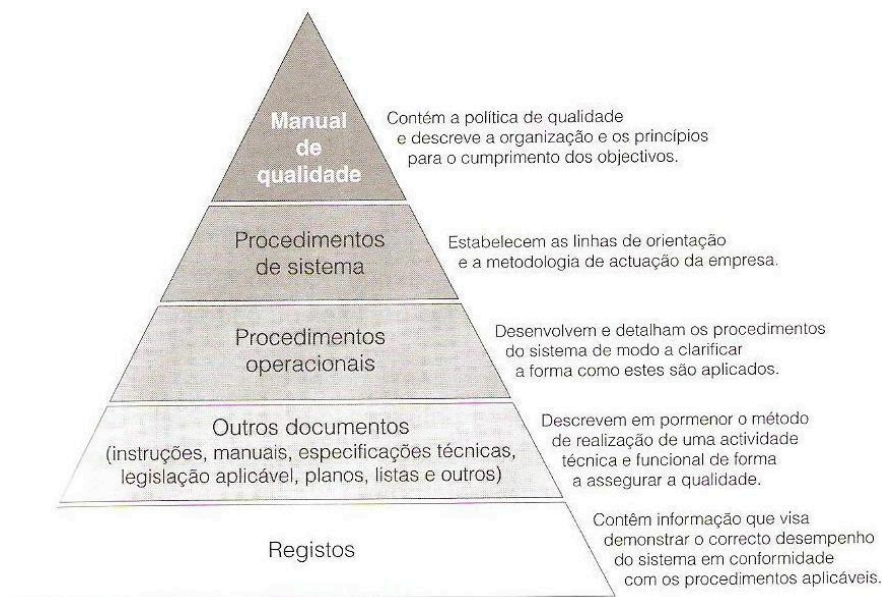 Manual
de
qualidade
Contém a política de qualidade
e descreve a organização e os princípios
para o cumprimento dos objectivos.
Procedimentos
de sistema
Estabelecem as linhas de orientação
e a metodologia de actuação da empresa.
Procedimentos
operacionais
Desenvolvem e detalham os procedimentos
do sistema de modo a clarificar
a forma como estes são aplicados.
Outros documentos
(instruções, manuais, especificações técnicas,
legislação aplicável, planos, listas e outros)
Descrevem em pormenor o método
de realização de uma actividade
técnica e funcional de forma
a assegurar a qualidade.
Registos
Contêm informação que visa
demonstrar o correcto desempenho
do sistema em conformidade
com os procedimentos aplicáveis.